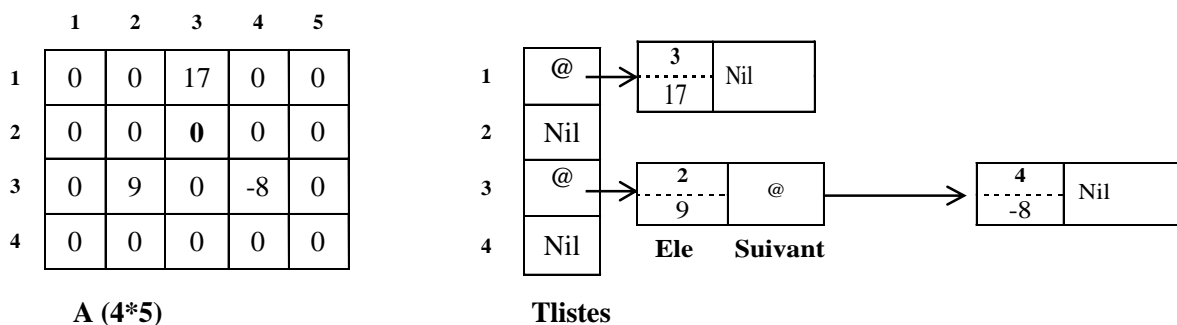 1 2 3 4 5
1 0 0 17 0 0
2 0 0 0 0 0
3 0 9 0 -8 0
4 0 0 0 0 0
A (4*5)
1 @ 3 Nil
17
2 Nil
3 @ 2 @ 4 Nil
9 -8
4 Nil Ele Suivant
Tlistes